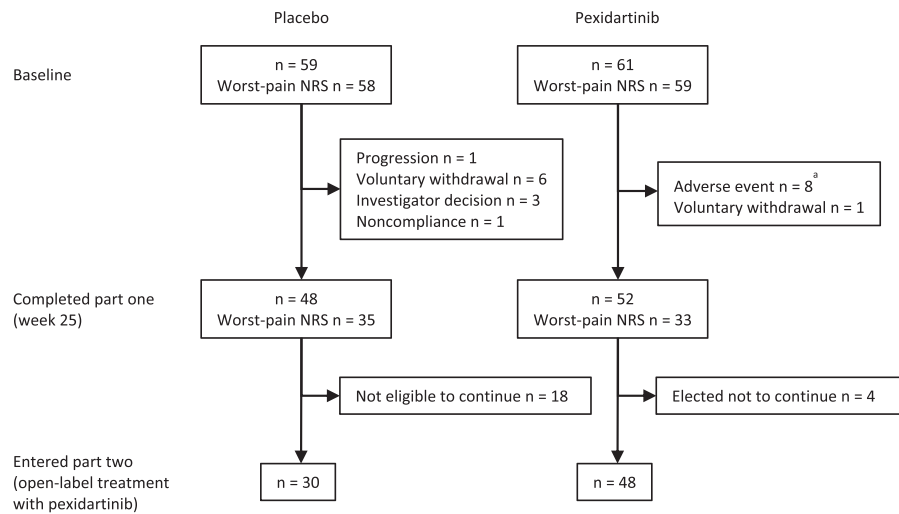 Placebo
Pexidartinib
Baseline
n = 59
Worst-pain NRS n = 58
n = 61
Worst-pain NRS n = 59
Progression n = 1
Voluntary withdrawal n = 6
Investigator decision n = 3
Noncompliance n = 1
Adverse event n = 8ᵃ
Voluntary withdrawal n = 1
Completed part one
(week 25)
n = 48
Worst-pain NRS n = 35
n = 52
Worst-pain NRS n = 33
Not eligible to continue n = 18
Elected not to continue n = 4
Entered part two
(open-label treatment
with pexidartinib)
n = 30
n = 48